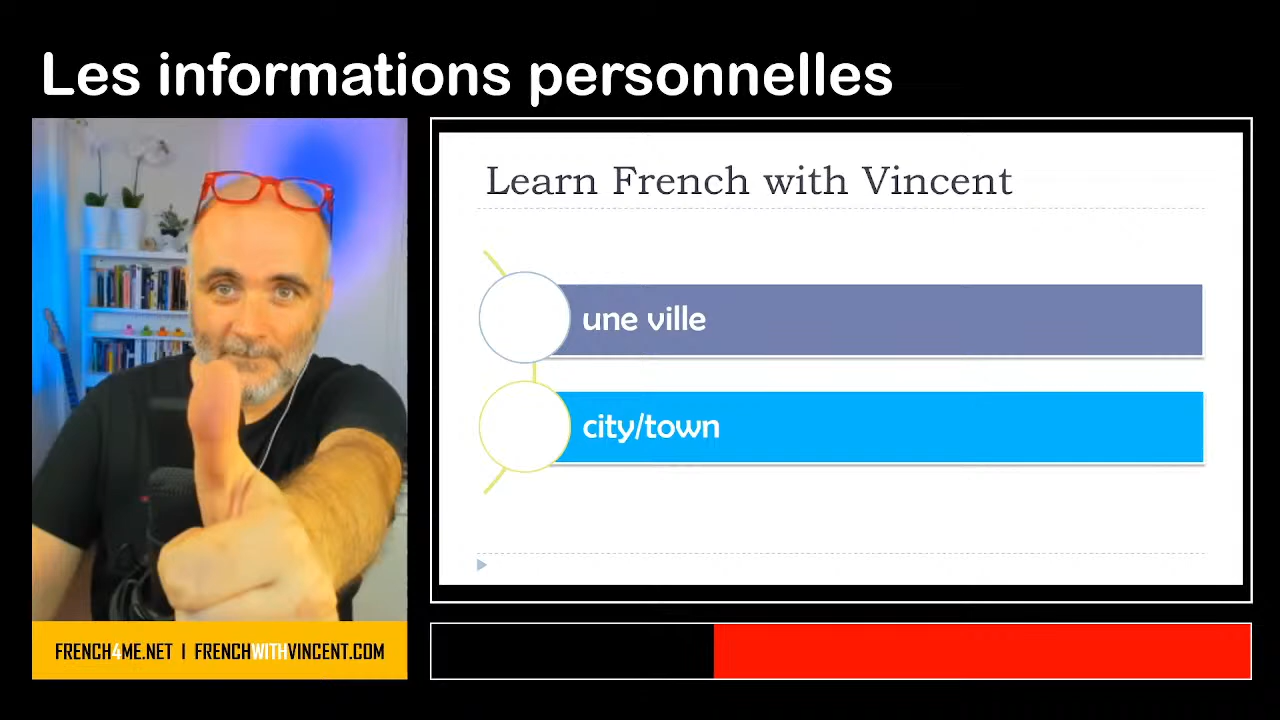 Les informations personnelles
Learn French with Vincent
une ville
city/town
FRENCH4ME.NET I FRENCHWITHVINCENT.COM